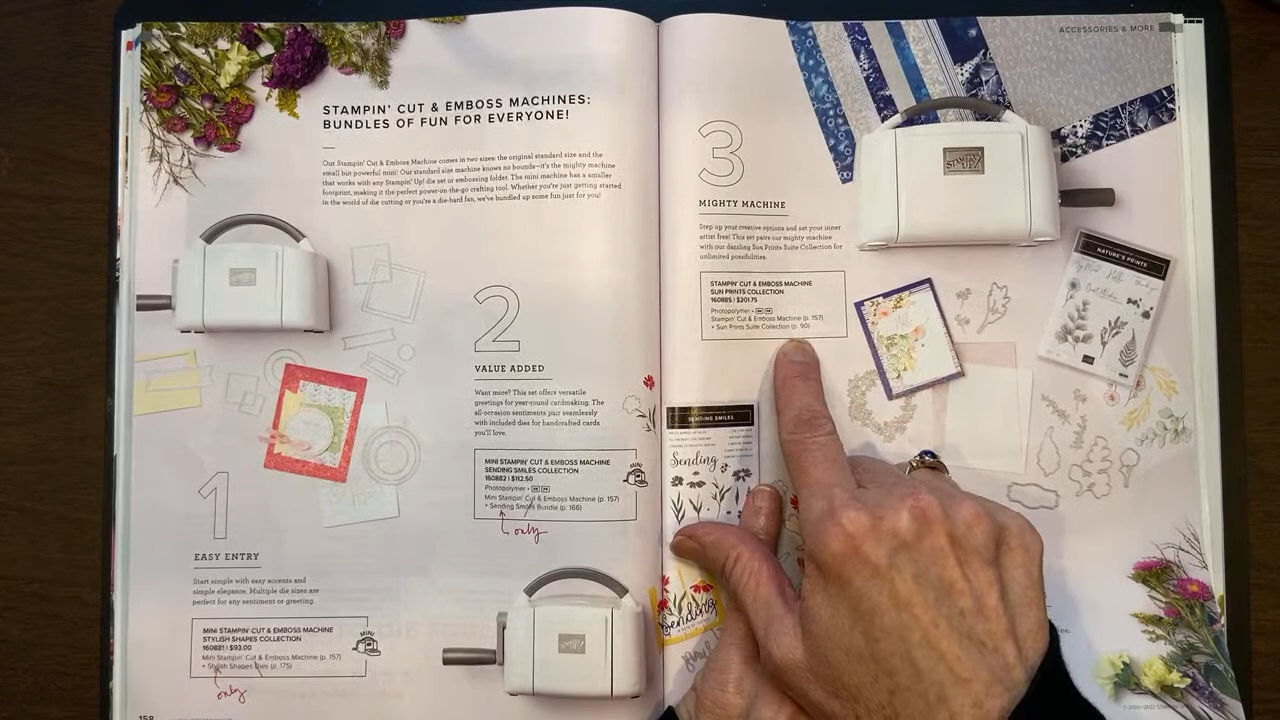 STAMPIN' CUT & EMBOSS MACHINES:
BUNDLES OF FUN FOR EVERYONE!
Our Stampin' Cut & Emboss Machine comes in two sizes: the original standard size and the
small but powerful mini! Our standard size machine knows no bounds—it's the mighty machine
that works with any Stampin' Up! die set or embossing folder. The mini machine has a smaller
footprint, making it the perfect power-on-the-go crafting tool. Whether you're just getting started
in the world of die cutting or you're a die-hard fan, we've bundled up some fun just for you!
1
EASY ENTRY
Start simple with easy accents and
simple elegance. Multiple die sizes are
perfect for any sentiment or greeting.
MINI STAMPIN' CUT & EMBOSS MACHINE
STYLISH SHAPES COLLECTION
160881 | $93.00
Mini Stampin' Cut & Emboss Machine (p. 157)
+ Stylish Shapes Dies (p. 175)
MINI
only
158
2
VALUE ADDED
Want more? This set offers versatile
greetings for year-round cardmaking. The
all-occasion sentiments pair seamlessly
with included dies for handcrafted cards
you'll love.
MINI STAMPIN' CUT & EMBOSS MACHINE
SENDING SMILES COLLECTION
160882 | $112.50
Photopolymer •
Mini Stampin' Cut & Emboss Machine (p. 157)
+ Sending Smiles Bundle (p. 166)
MINI
only
ACCESSORIES & MORE
3
MIGHTY MACHINE
Step up your creative options and set your inner
artist free! This set pairs our mighty machine
with our dazzling Sun Prints Suite Collection for
unlimited possibilities.
STAMPIN' CUT & EMBOSS MACHINE
SUN PRINTS COLLECTION
160885 | $201.75
Photopolymer •
Stampin' Cut & Emboss Machine (p. 157)
+ Sun Prints Suite Collection (p. 90)
STAMPIN' UP!
NATURE'S PRINTS
SENDING SMILES
Sending
Sending